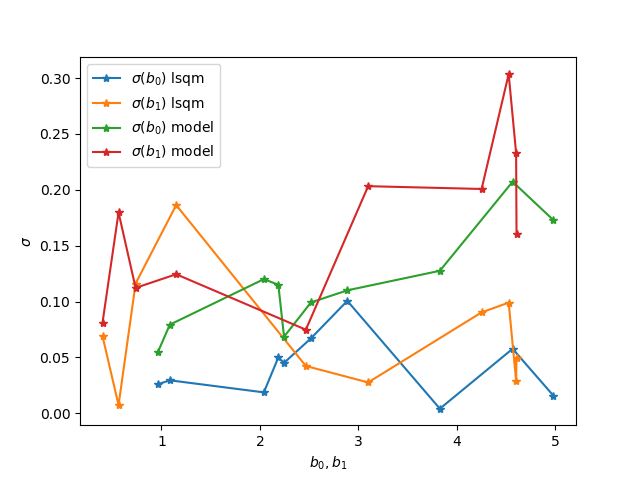 0.30
0.25
0.20
0.15
0.10
0.05
0.00
σ
σ(b₀) lsqm
σ(b₁) lsqm
σ(b₀) model
σ(b₁) model
1 2 3 4 5
b₀, b₁